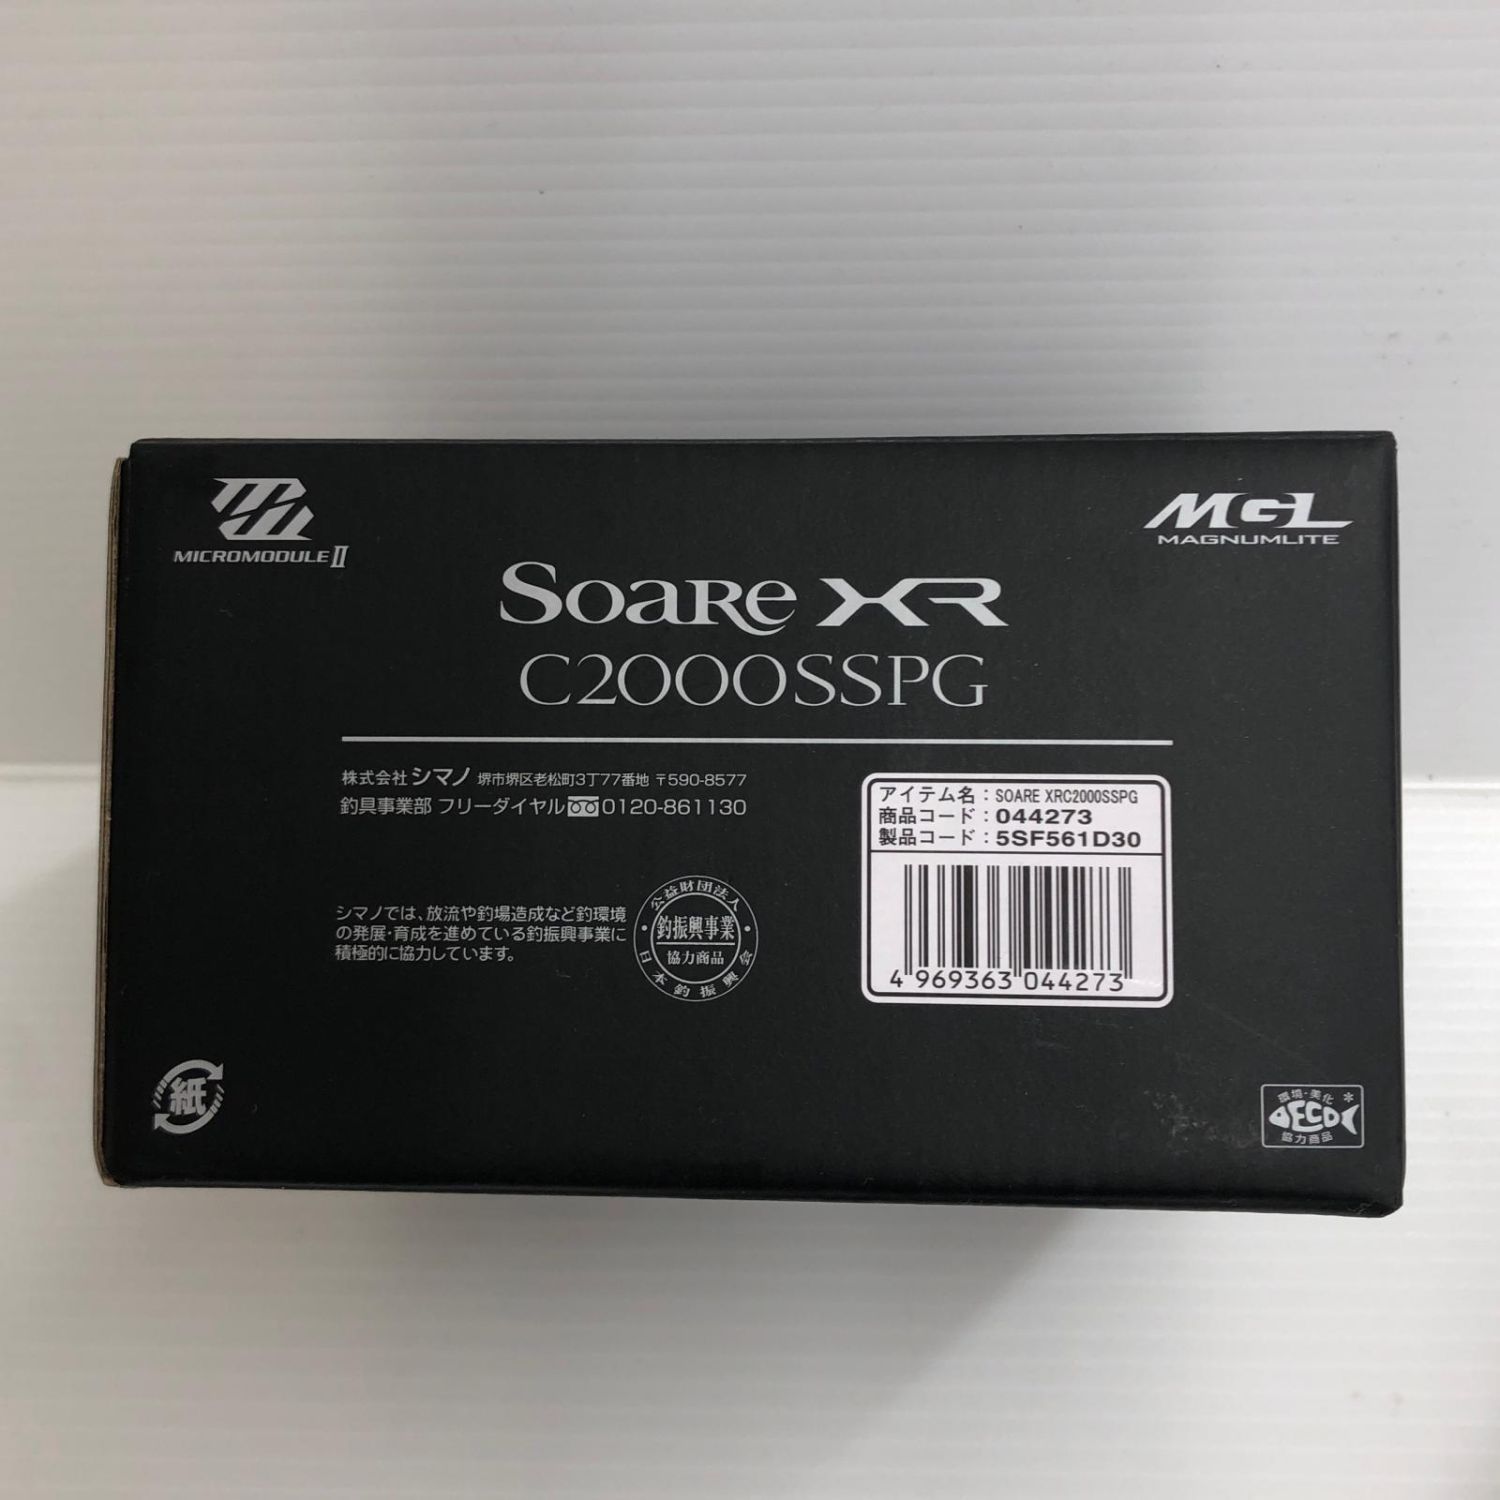 MICROMODULE II
MGL
MAGNUMLITE
SOARE XR
C2000SSPG
株式会社 シマノ 堺市堺区老松町3丁77番地 〒590-8577
釣具事業部 フリーダイヤル 0120-861130
シマノでは、放流や釣場造成など釣環境
の発展・育成を進めている釣振興事業に
積極的に協力しています。
公益財団法人
釣振興事業
協力商品
日本釣振興会
アイテム名：SOARE XRC2000SSPG
商品コード：044273
製品コード：5SF561D30
4 969363 044273
紙
環境・美化
ECO
協力商品